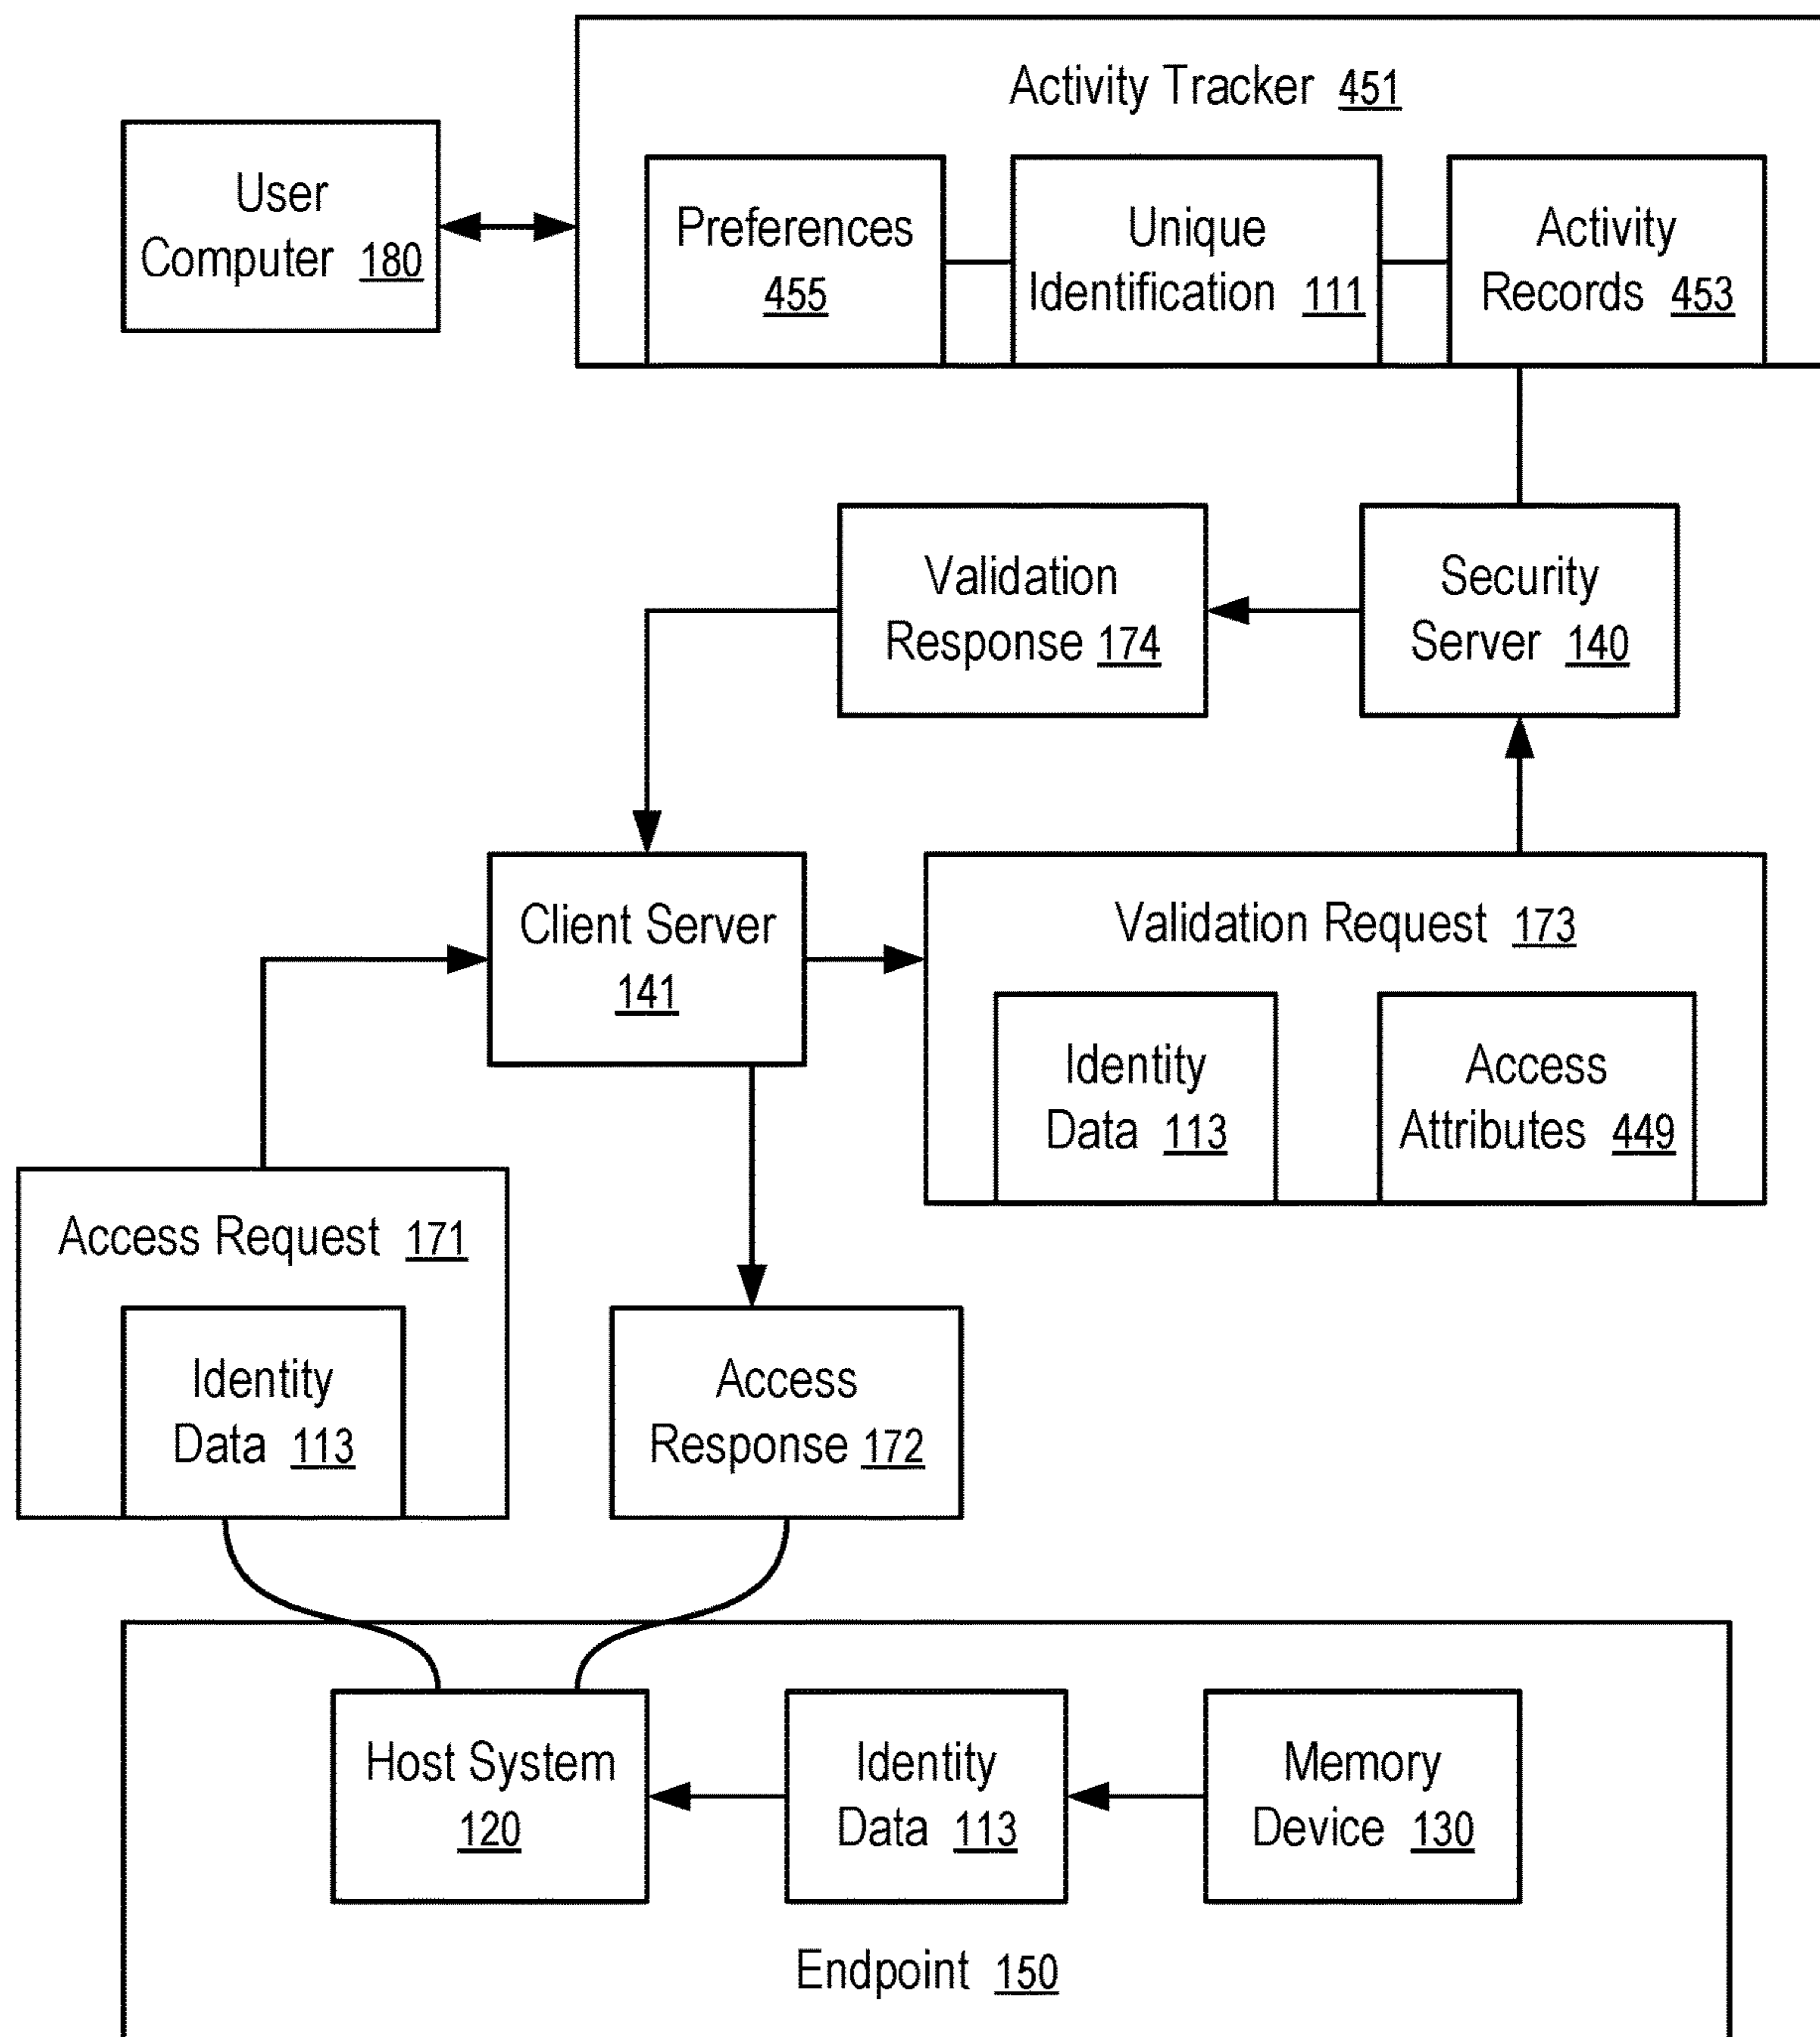 Activity Tracker 451
User
Computer 180
Preferences
455
Unique
Identification 111
Activity
Records 453
Validation
Response 174
Security
Server 140
Client Server
141
Validation Request 173
Identity
Data 113
Access
Attributes 449
Access Request 171
Identity
Data 113
Access
Response 172
Host System
120
Identity
Data 113
Memory
Device 130
Endpoint 150